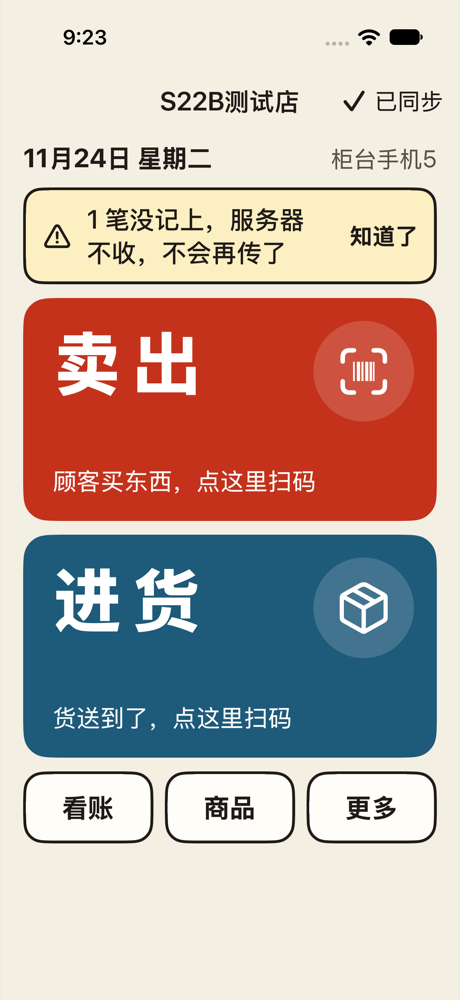 9:23
S22B测试店
已同步
11月24日 星期二
柜台手机5
1 笔没记上，服务器
不收，不会再传了
知道了
卖出
顾客买东西，点这里扫码
进货
货送到了，点这里扫码
看账
商品
更多